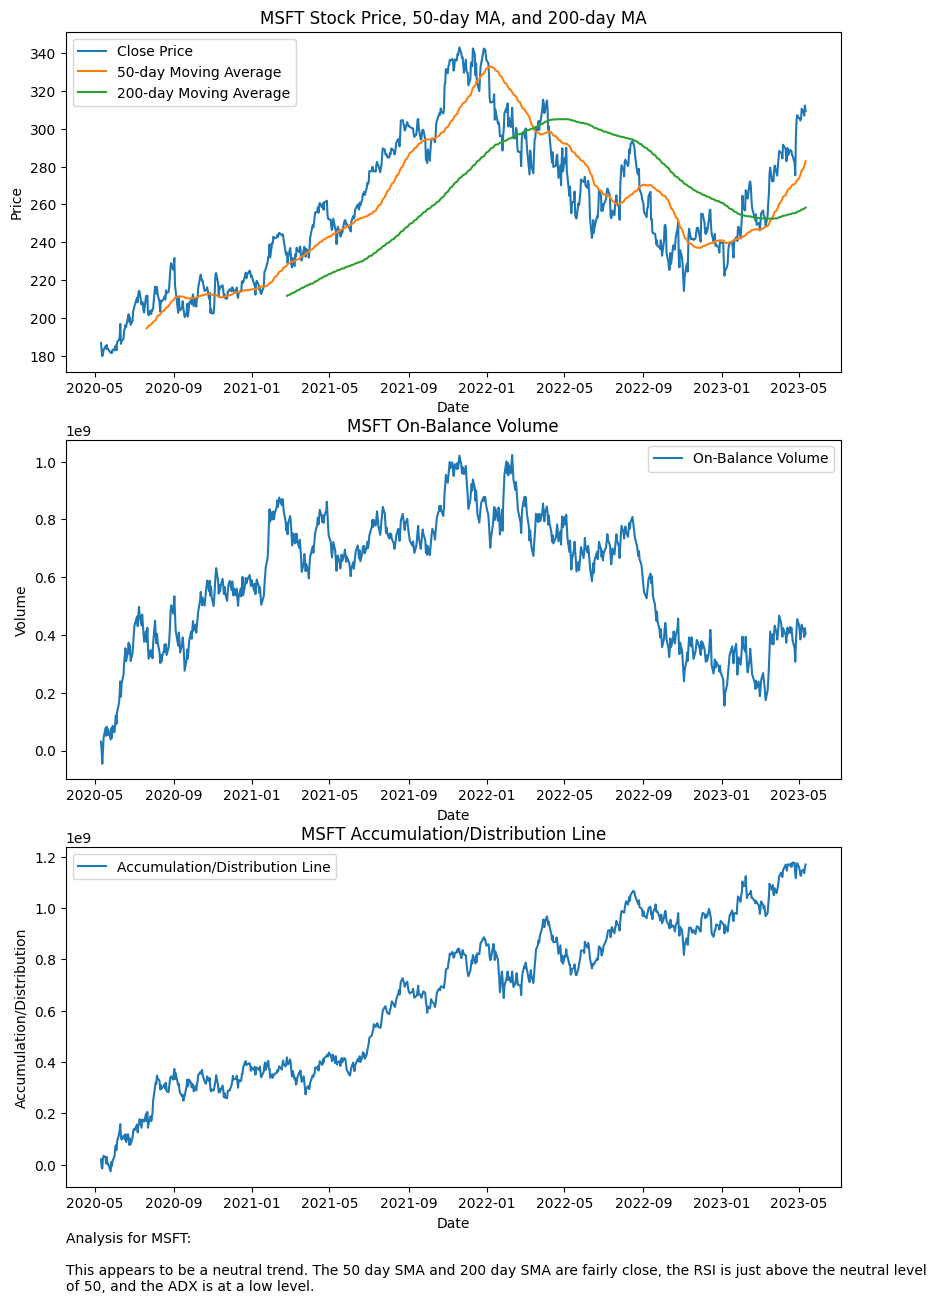 MSFT Stock Price, 50-day MA, and 200-day MA
Close Price
50-day Moving Average
200-day Moving Average
Price
340
320
300
280
260
240
220
200
180
2020-05 2020-09 2021-01 2021-05 2021-09 2022-01 2022-05 2022-09 2023-01 2023-05
Date
MSFT On-Balance Volume
1e9
On-Balance Volume
Volume
1.0
0.8
0.6
0.4
0.2
0.0
2020-05 2020-09 2021-01 2021-05 2021-09 2022-01 2022-05 2022-09 2023-01 2023-05
Date
MSFT Accumulation/Distribution Line
1e9
Accumulation/Distribution Line
Accumulation/Distribution
1.2
1.0
0.8
0.6
0.4
0.2
0.0
2020-05 2020-09 2021-01 2021-05 2021-09 2022-01 2022-05 2022-09 2023-01 2023-05
Date
Analysis for MSFT:
This appears to be a neutral trend. The 50 day SMA and 200 day SMA are fairly close, the RSI is just above the neutral level
of 50, and the ADX is at a low level.